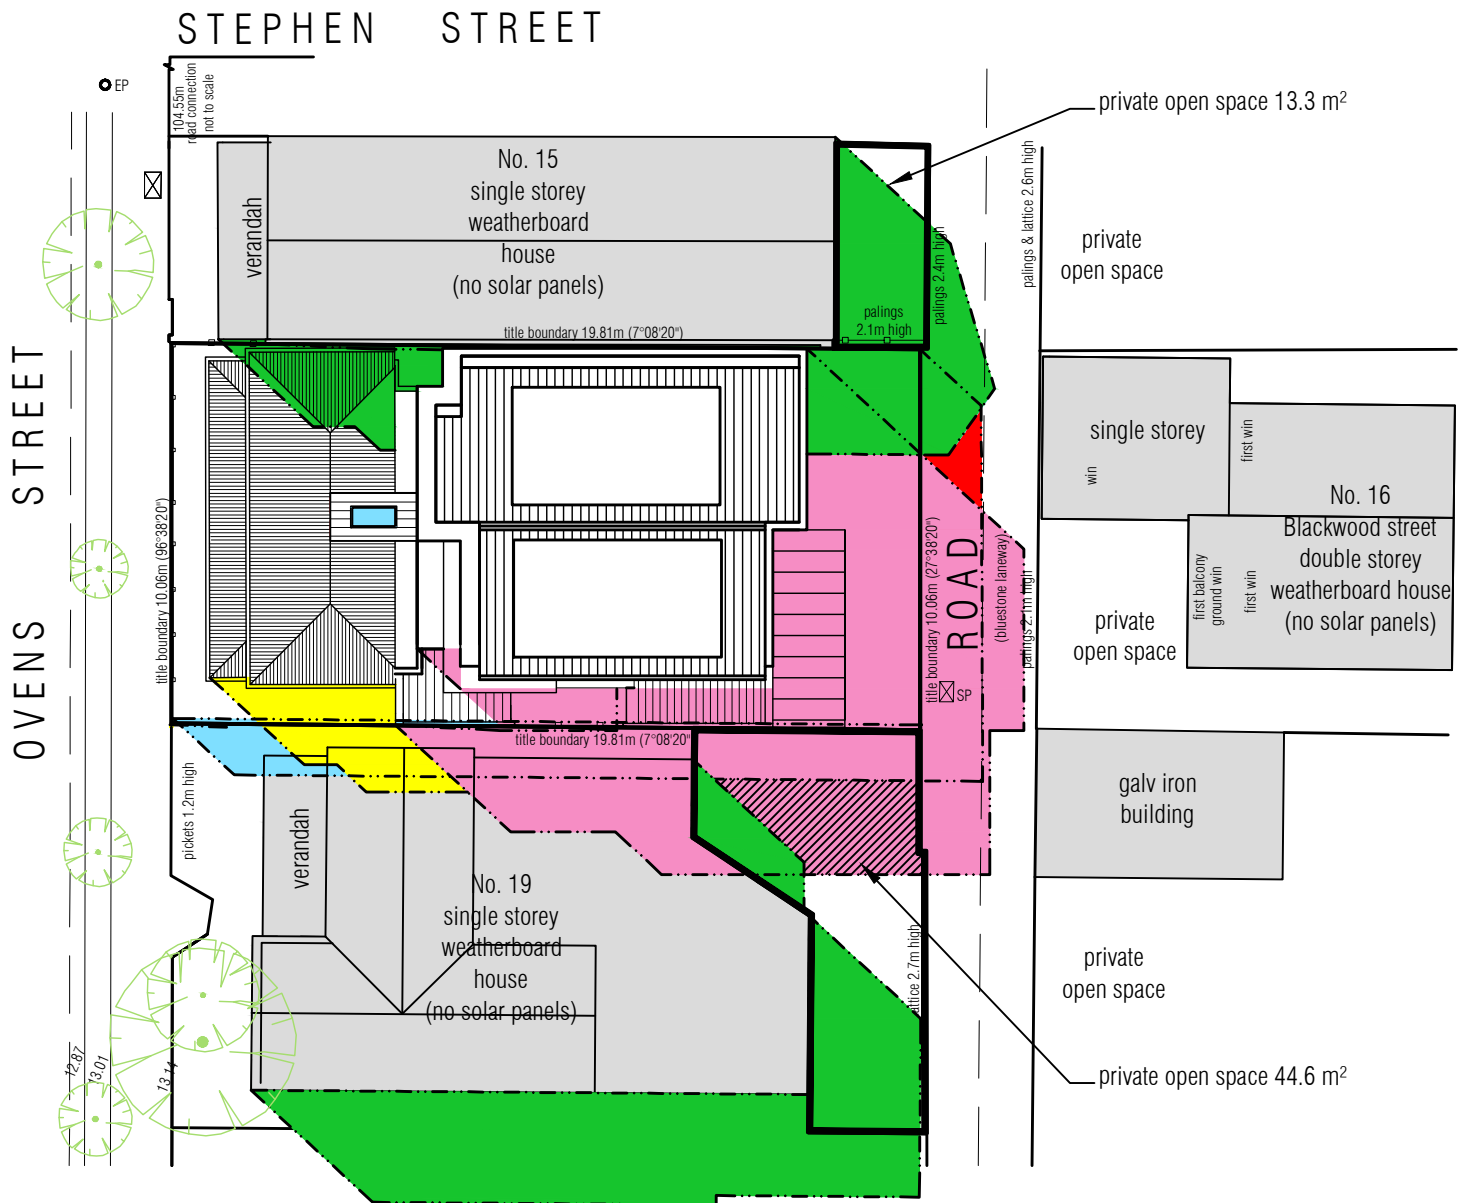 STEPHEN STREET
EP
104.55m
road connection
not to scale
private open space 13.3 m²
No. 15
single storey
weatherboard
house
(no solar panels)
verandah
palings & lattice 2.6m high
private
open space
palings 2.4m high
palings
2.1m high
title boundary 19.81m (7°08'20")
OVENS STREET
single storey
win
first win
No. 16
Blackwood street
double storey
weatherboard house
(no solar panels)
first balcony
ground win
first win
title boundary 10.06m (96°38'20")
title boundary 10.06m (27°38'20")
ROAD
(bluestone laneway)
palings 2.1m high
private
open space
SP
title boundary 19.81m (7°08'20"
pickets 1.2m high
verandah
galv iron
building
No. 19
single storey
weatherboard
house
(no solar panels)
lattice 2.7m high
private
open space
12.87
13.01
13.14
private open space 44.6 m²